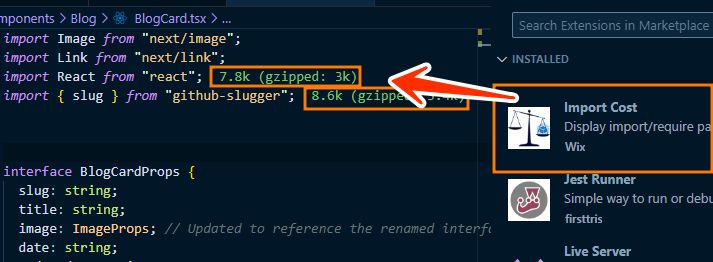 mponents > Blog > BlogCard.tsx > ...
import Image from "next/image";
import Link from "next/link";
import React from "react"; 7.8k (gzipped: 3k)
import { slug } from "github-slugger"; 8.6k (gzipped: 3.4k)
interface BlogCardProps {
slug: string;
title: string;
image: ImageProps; // Updated to reference the renamed interf
date: string;
Search Extensions in Marketplace
INSTALLED
Import Cost
Display import/require pa
Wix
Jest Runner
Simple way to run or debu
firsttris
Live Server